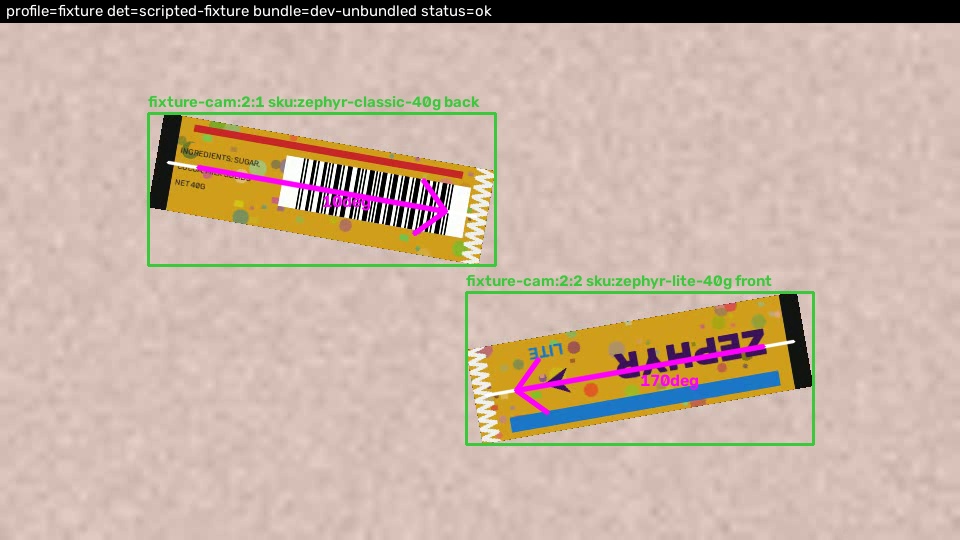 profile=fixture det=scripted-fixture bundle=dev-unbundled status=ok
fixture-cam:2:1 sku:zephyr-classic-40g back
INGREDIENTS: SUGAR,
NET 40G
10deg
fixture-cam:2:2 sku:zephyr-lite-40g front
ZEPHYR
LITE
170deg